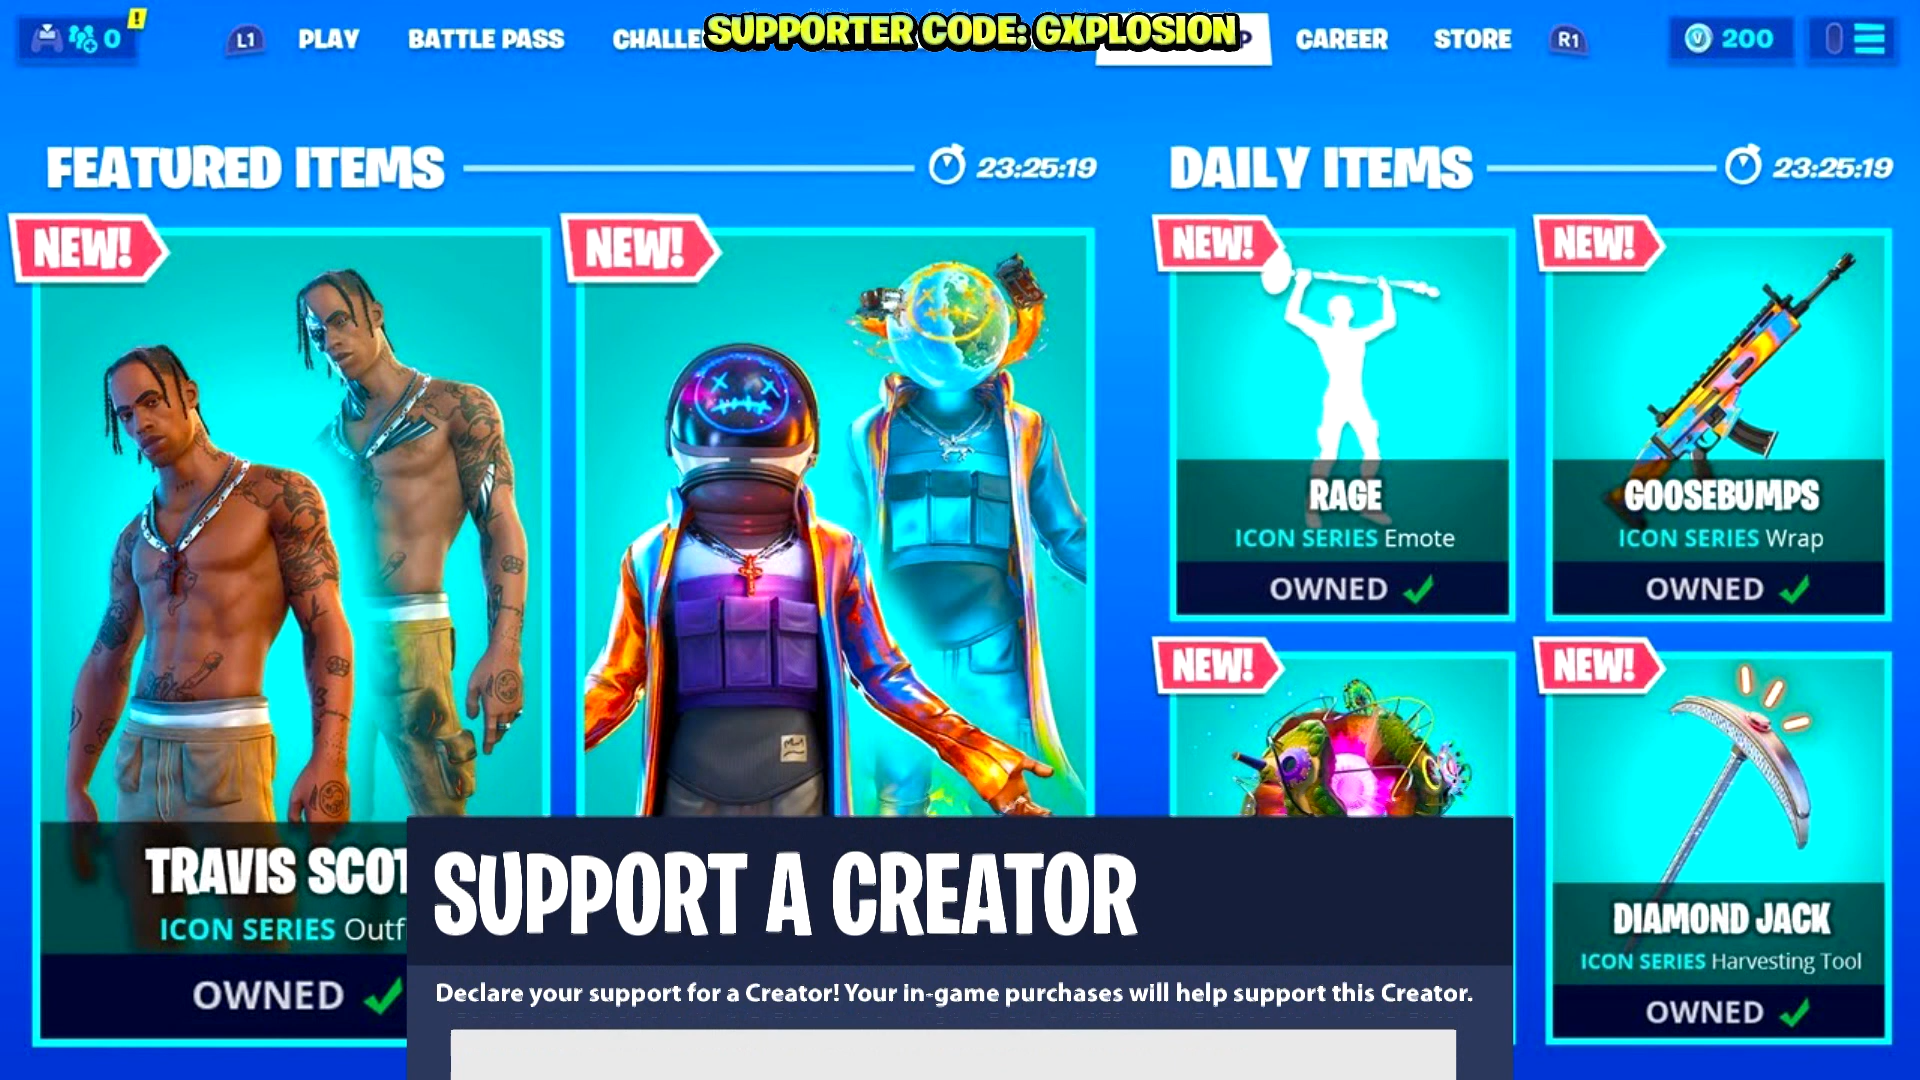 ! 
0
L1
PLAY
BATTLE PASS
CHALLE
SUPPORTER CODE: GXPLOSION
P
CAREER
STORE
R1
V 200
FEATURED ITEMS
23:25:19
DAILY ITEMS
23:25:19
NEW!
NEW!
NEW!
NEW!
RAGE
ICON SERIES Emote
OWNED
GOOSEBUMPS
ICON SERIES Wrap
OWNED
NEW!
NEW!
TRAVIS SCOT
ICON SERIES Outf
OWNED
DIAMOND JACK
ICON SERIES Harvesting Tool
OWNED
SUPPORT A CREATOR
Declare your support for a Creator! Your in-game purchases will help support this Creator.